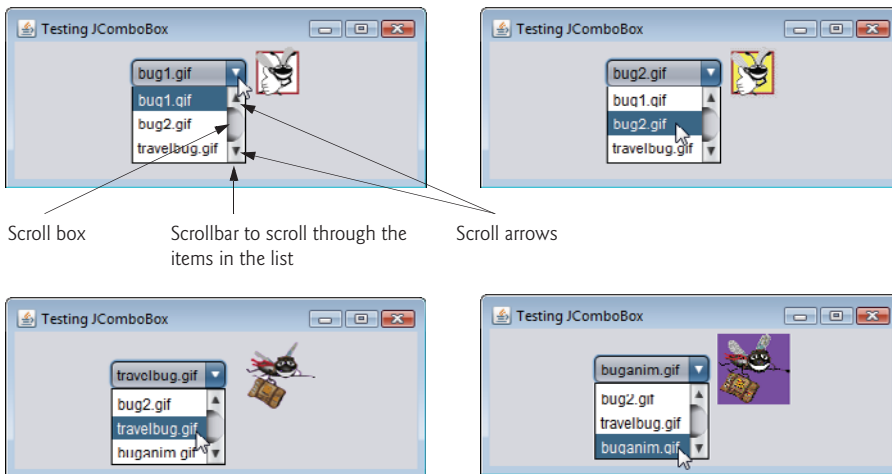 Testing JComboBox
bug1.gif
bug1.gif
bug2.gif
travelbug.gif
Testing JComboBox
bug2.gif
bug1.gif
bug2.gif
travelbug.gif
Scroll box
Scrollbar to scroll through the
items in the list
Scroll arrows
Testing JComboBox
travelbug.gif
bug2.gif
travelbug.gif
buganim.gif
Testing JComboBox
buganim.gif
bug2.gif
travelbug.gif
buganim.gif